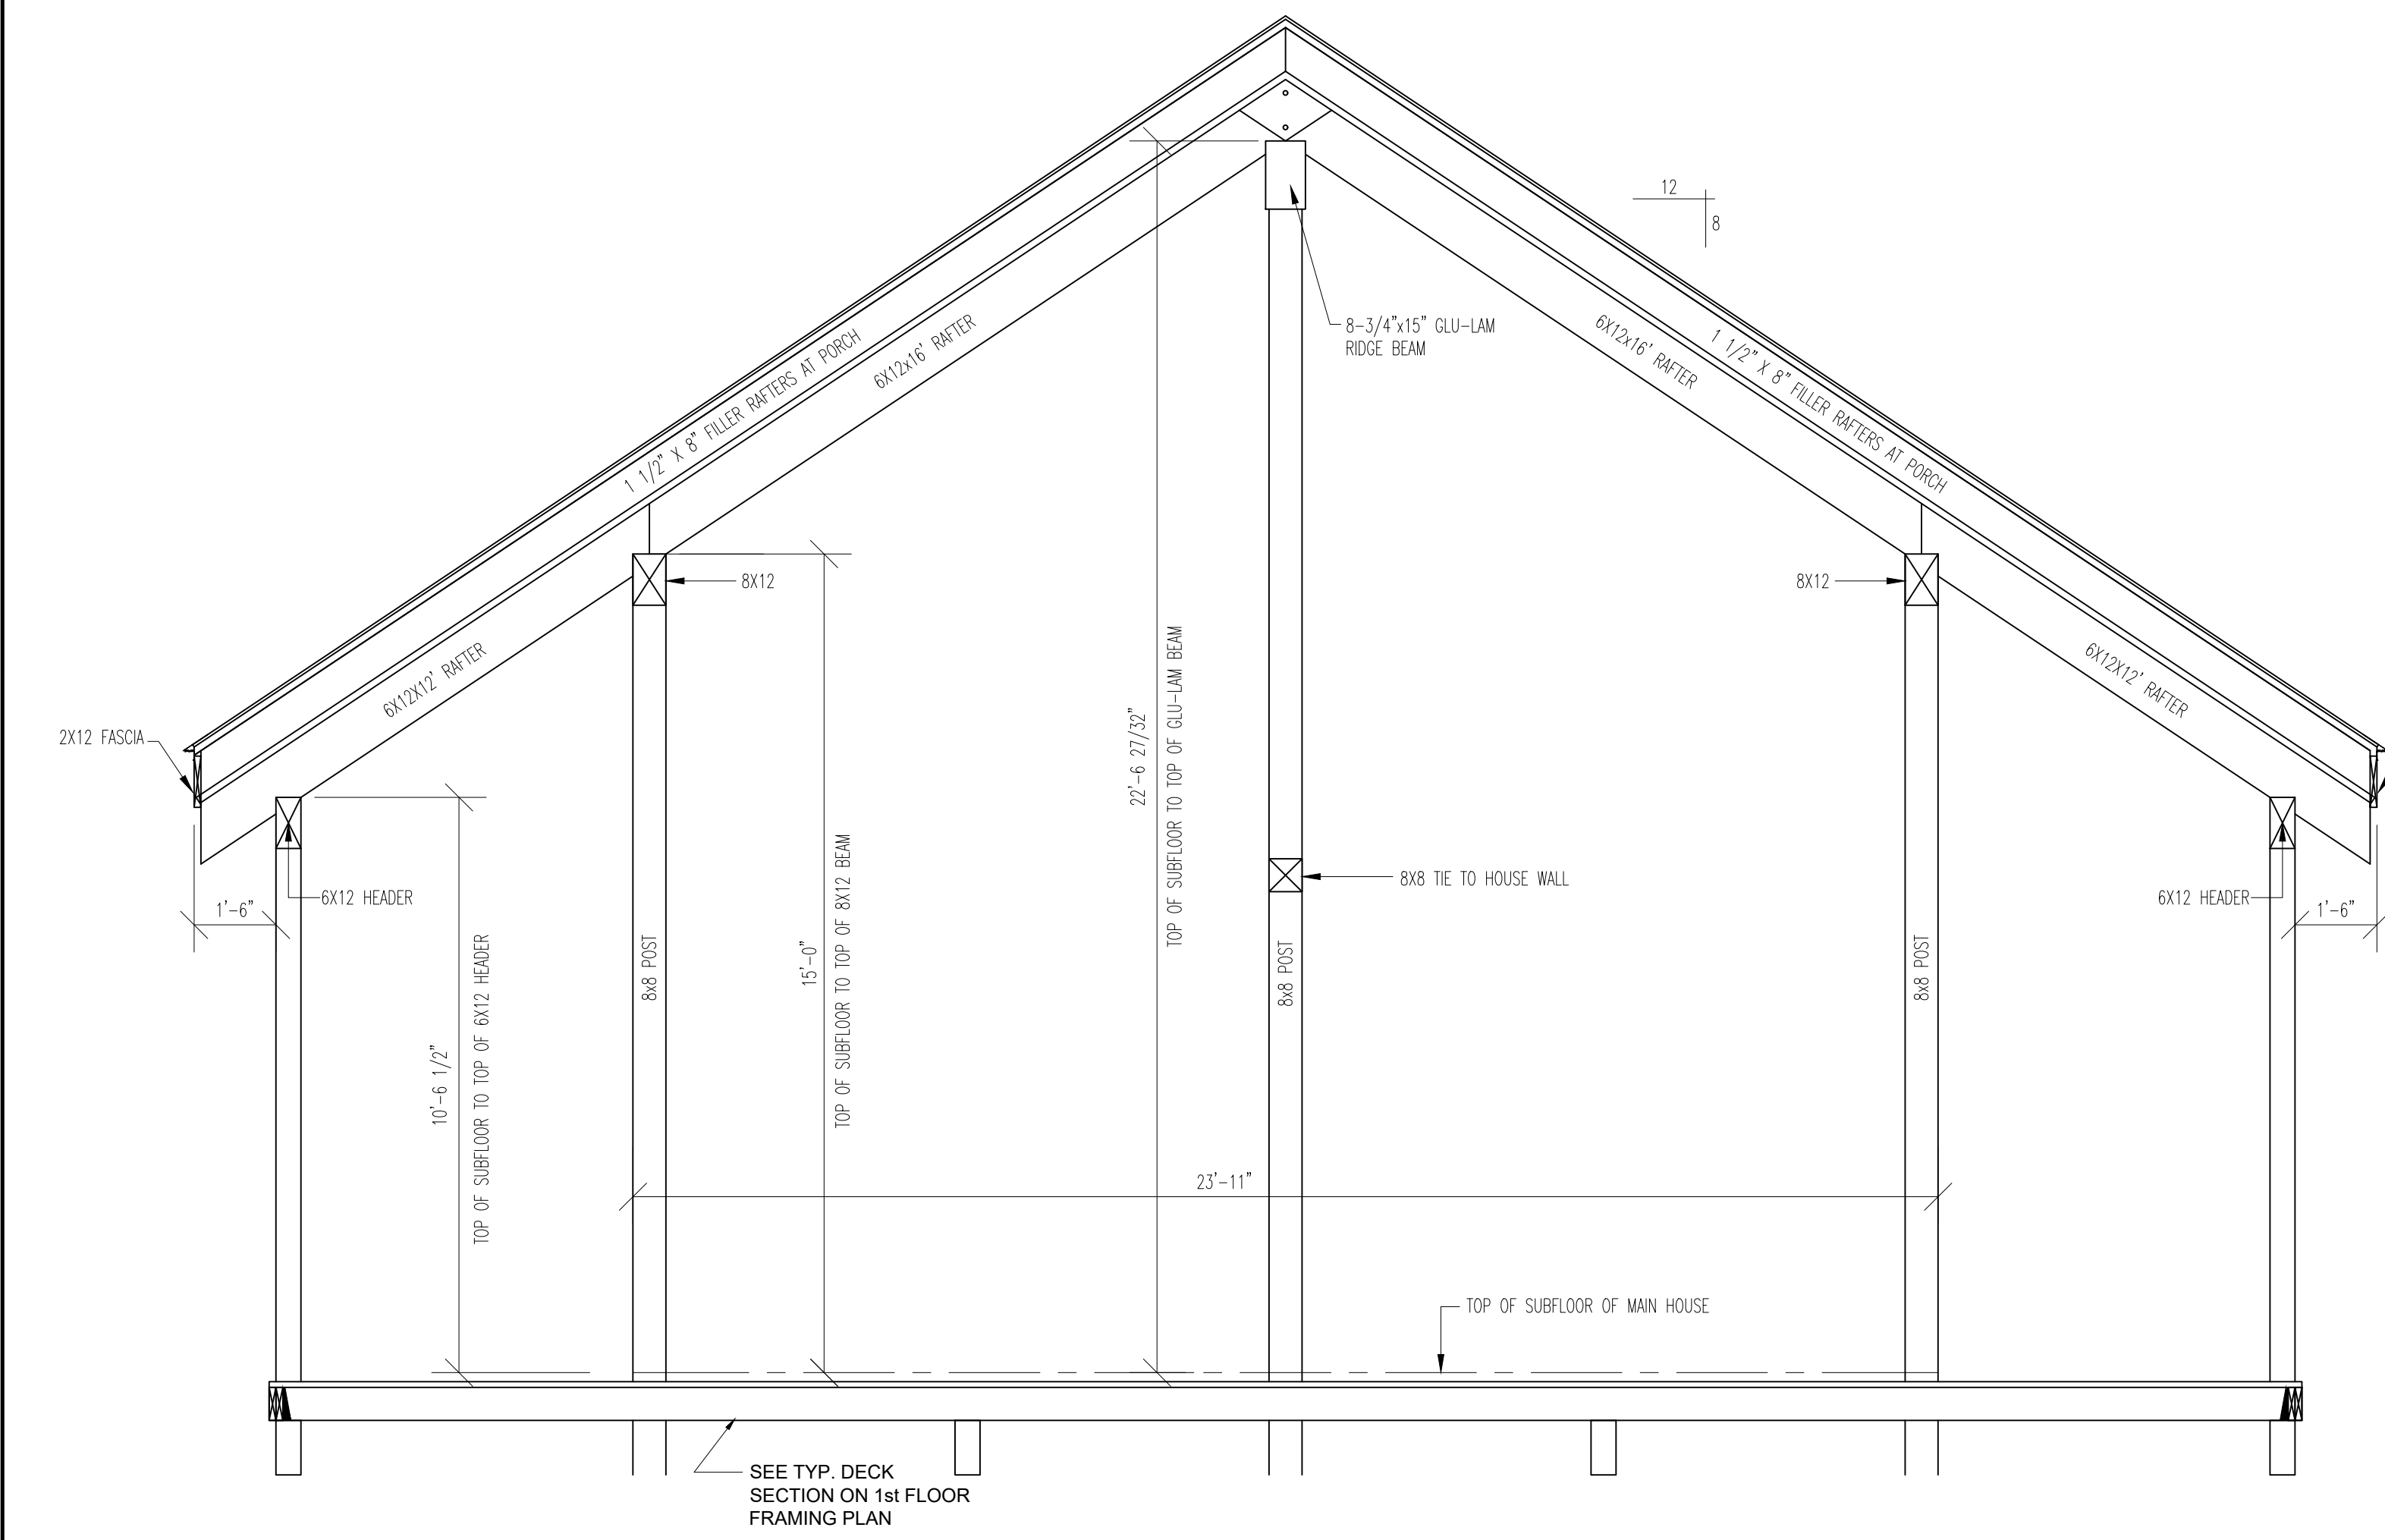 12
8
8-3/4"x15" GLU-LAM
RIDGE BEAM
1 1/2" X 8" FILLER RAFTERS AT PORCH
6X12x16' RAFTER
6X12x16' RAFTER
1 1/2" X 8" FILLER RAFTERS AT PORCH
8X12
8X12
6X12X12' RAFTER
6X12X12' RAFTER
2X12 FASCIA
22'-6 27/32"
TOP OF SUBFLOOR TO TOP OF GLU-LAM BEAM
8X8 TIE TO HOUSE WALL
6X12 HEADER
6X12 HEADER
1'-6"
1'-6"
8x8 POST
15'-0"
TOP OF SUBFLOOR TO TOP OF 8X12 BEAM
8x8 POST
8x8 POST
10'-6 1/2"
TOP OF SUBFLOOR TO TOP OF 6X12 HEADER
23'-11"
TOP OF SUBFLOOR OF MAIN HOUSE
SEE TYP. DECK
SECTION ON 1st FLOOR
FRAMING PLAN